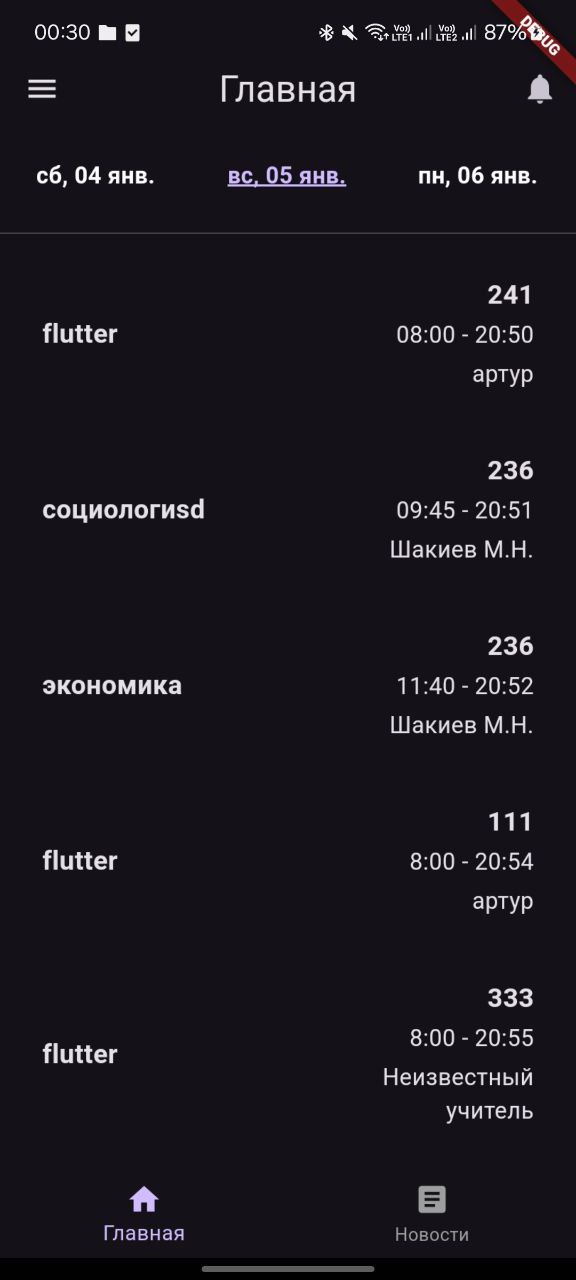 00:30 Vo)) LTE1 Vo)) LTE2 87%
DEBUG
Главная
сб, 04 янв. вс, 05 янв. пн, 06 янв.
241
flutter 08:00 - 20:50
артур
236
социологиsd 09:45 - 20:51
Шакиев М.Н.
236
экономика 11:40 - 20:52
Шакиев М.Н.
111
flutter 8:00 - 20:54
артур
333
flutter 8:00 - 20:55
Неизвестный
учитель
Главная Новости